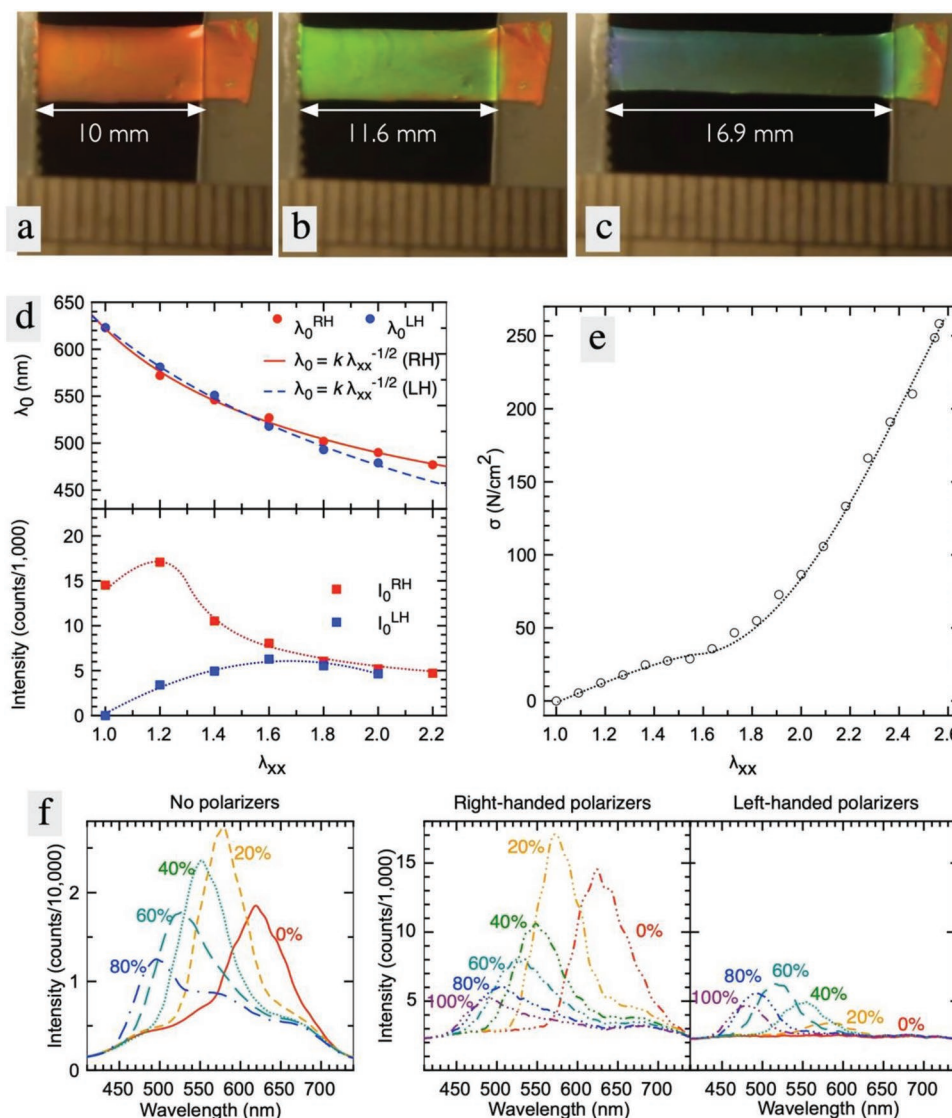 a
10 mm
b
11.6 mm
c
16.9 mm
d
650
600
550
500
450
λ₀ (nm)
λ₀ᴿᴴ
λ₀ᴸᴴ
λ₀ = k λxx⁻¹ᐟ² (RH)
λ₀ = k λxx⁻¹ᐟ² (LH)
20
15
10
5
0
Intensity (counts/1,000)
I₀ᴿᴴ
I₀ᴸᴴ
1.0 1.2 1.4 1.6 1.8 2.0 2.2
λxx
e
250
200
150
100
50
0
σ (N/cm²)
1.0 1.2 1.4 1.6 1.8 2.0 2.2 2.4 2.6
λxx
f
No polarizers
Intensity (counts/10,000)
2
1
0
20%
40%
60%
80%
0%
450 500 550 600 650 700
Wavelength (nm)
Right-handed polarizers
Intensity (counts/1,000)
15
10
5
20%
40%
60%
80%
100%
0%
450 500 550 600 650 700
Wavelength (nm)
Left-handed polarizers
80%
60%
40%
20%
0%
450 500 550 600 650 700
Wavelength (nm)